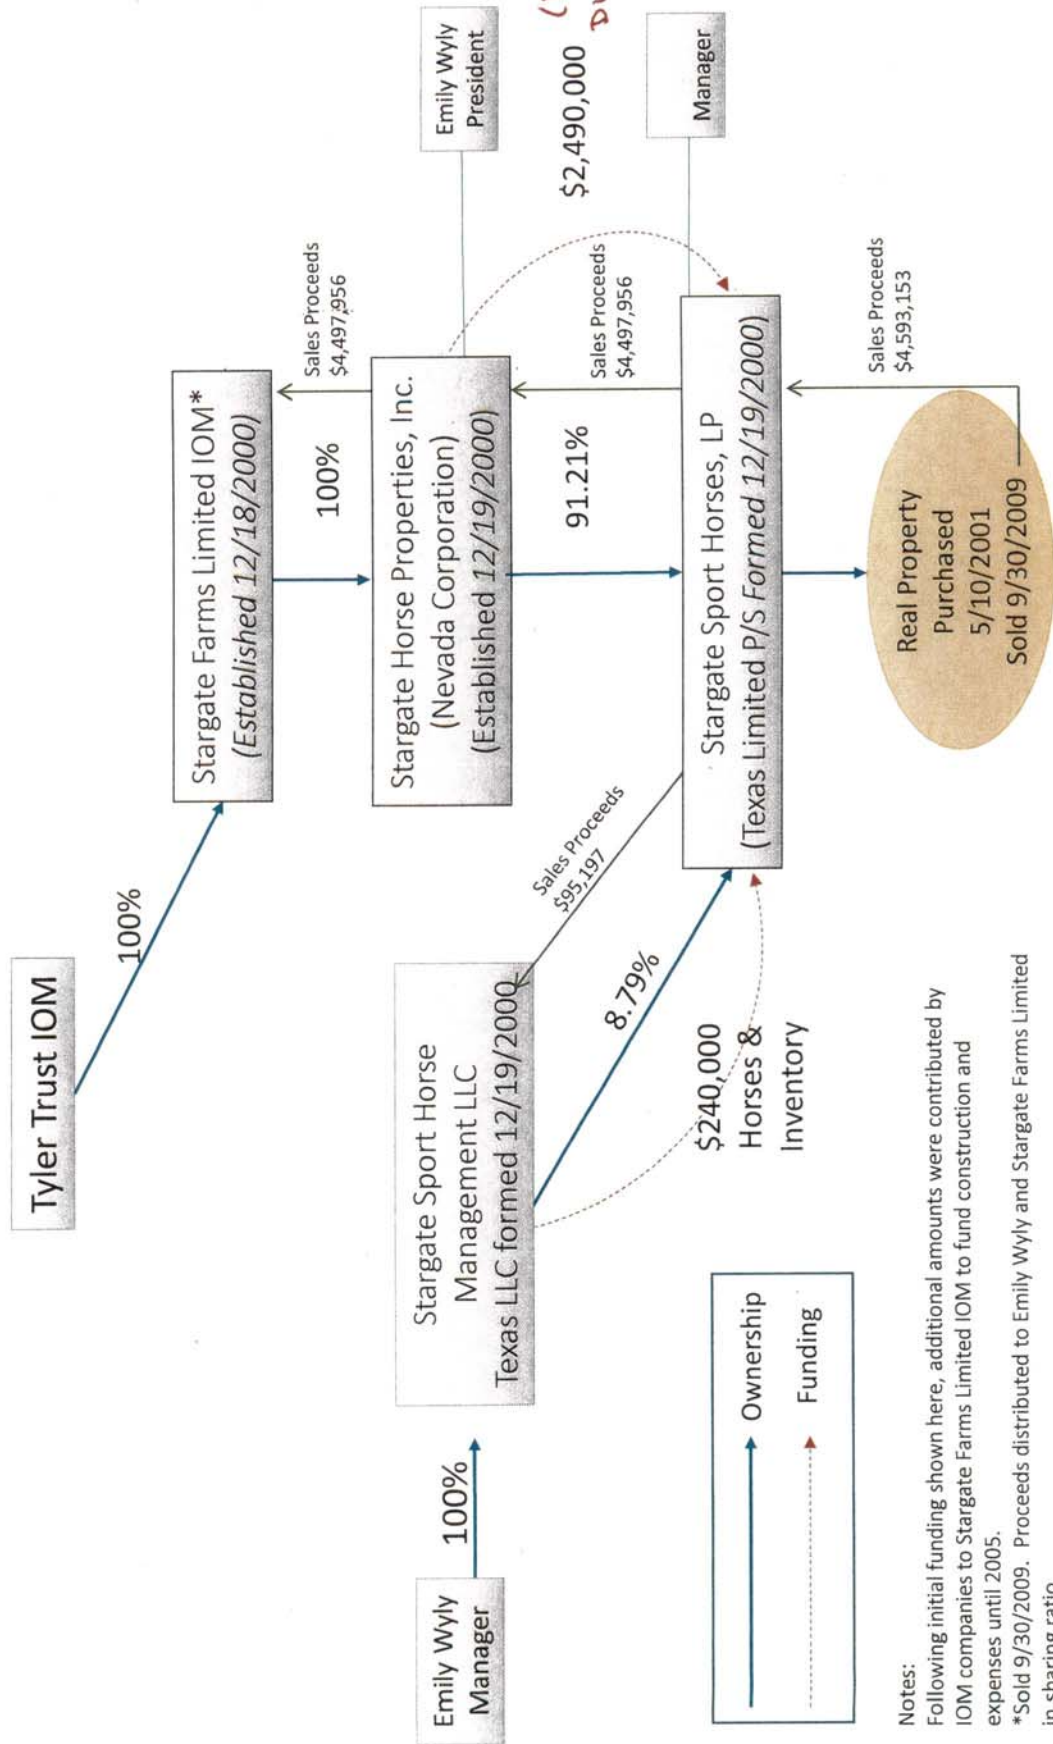 Tyler Trust IOM
100%
Stargate Farms Limited IOM*
(Established 12/18/2000)
Sales Proceeds
$4,497,956
100%
Stargate Horse Properties, Inc.
(Nevada Corporation)
(Established 12/19/2000)
Emily Wyly
President
$2,490,000
Sales Proceeds
$4,497,956
91.21%
Emily Wyly
Manager
100%
Stargate Sport Horse
Management LLC
Texas LLC formed 12/19/2000
Sales Proceeds
$95,197
8.79%
$240,000
Horses &
Inventory
Stargate Sport Horses, LP
(Texas Limited P/S Formed 12/19/2000)
Manager
Sales Proceeds
$4,593,153
Real Property
Purchased
5/10/2001
Sold 9/30/2009
Ownership
Funding
Notes:
Following initial funding shown here, additional amounts were contributed by
IOM companies to Stargate Farms Limited IOM to fund construction and
expenses until 2005.
*Sold 9/30/2009. Proceeds distributed to Emily Wyly and Stargate Farms Limited
in sharing ratio